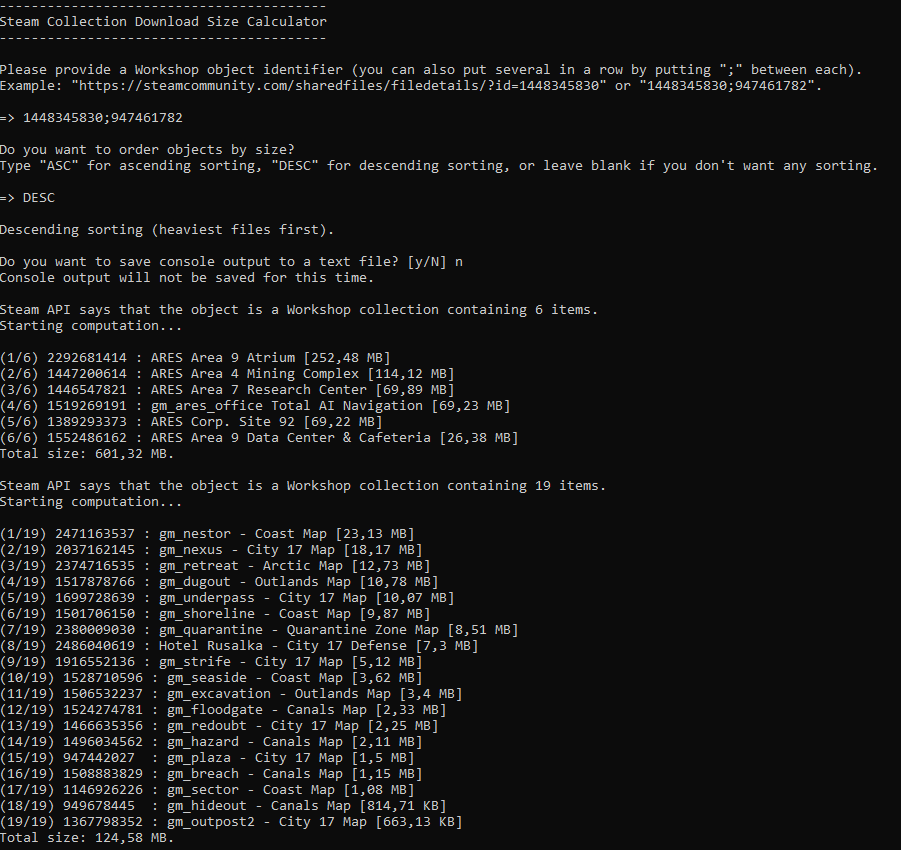 -----------------------------------------
Steam Collection Download Size Calculator
-----------------------------------------
Please provide a Workshop object identifier (you can also put several in a row by putting ";" between each).
Example: "https://steamcommunity.com/sharedfiles/filedetails/?id=1448345830" or "1448345830;947461782".
=> 1448345830;947461782
Do you want to order objects by size?
Type "ASC" for ascending sorting, "DESC" for descending sorting, or leave blank if you don't want any sorting.
=> DESC
Descending sorting (heaviest files first).
Do you want to save console output to a text file? [y/N] n
Console output will not be saved for this time.
Steam API says that the object is a Workshop collection containing 6 items.
Starting computation...
(1/6) 2292681414 : ARES Area 9 Atrium [252,48 MB]
(2/6) 1447200614 : ARES Area 4 Mining Complex [114,12 MB]
(3/6) 1446547821 : ARES Area 7 Research Center [69,89 MB]
(4/6) 1519269191 : gm_ares_office Total AI Navigation [69,23 MB]
(5/6) 1389293373 : ARES Corp. Site 92 [69,22 MB]
(6/6) 1552486162 : ARES Area 9 Data Center & Cafeteria [26,38 MB]
Total size: 601,32 MB.
Steam API says that the object is a Workshop collection containing 19 items.
Starting computation...
(1/19) 2471163537 : gm_nestor - Coast Map [23,13 MB]
(2/19) 2037162145 : gm_nexus - City 17 Map [18,17 MB]
(3/19) 2374716535 : gm_retreat - Arctic Map [12,73 MB]
(4/19) 1517878766 : gm_dugout - Outlands Map [10,78 MB]
(5/19) 1699728639 : gm_underpass - City 17 Map [10,07 MB]
(6/19) 1501706150 : gm_shoreline - Coast Map [9,87 MB]
(7/19) 2380009030 : gm_quarantine - Quarantine Zone Map [8,51 MB]
(8/19) 2486040619 : Hotel Rusalka - City 17 Defense [7,3 MB]
(9/19) 1916552136 : gm_strife - City 17 Map [5,12 MB]
(10/19) 1528710596 : gm_seaside - Coast Map [3,62 MB]
(11/19) 1506532237 : gm_excavation - Outlands Map [3,4 MB]
(12/19) 1524274781 : gm_floodgate - Canals Map [2,33 MB]
(13/19) 1466635356 : gm_redoubt - City 17 Map [2,25 MB]
(14/19) 1496034562 : gm_hazard - Canals Map [2,11 MB]
(15/19) 947442027  : gm_plaza - City 17 Map [1,5 MB]
(16/19) 1508883829 : gm_breach - Canals Map [1,15 MB]
(17/19) 1146926226 : gm_sector - Coast Map [1,08 MB]
(18/19) 949678445  : gm_hideout - Canals Map [814,71 KB]
(19/19) 1367798352 : gm_outpost2 - City 17 Map [663,13 KB]
Total size: 124,58 MB.